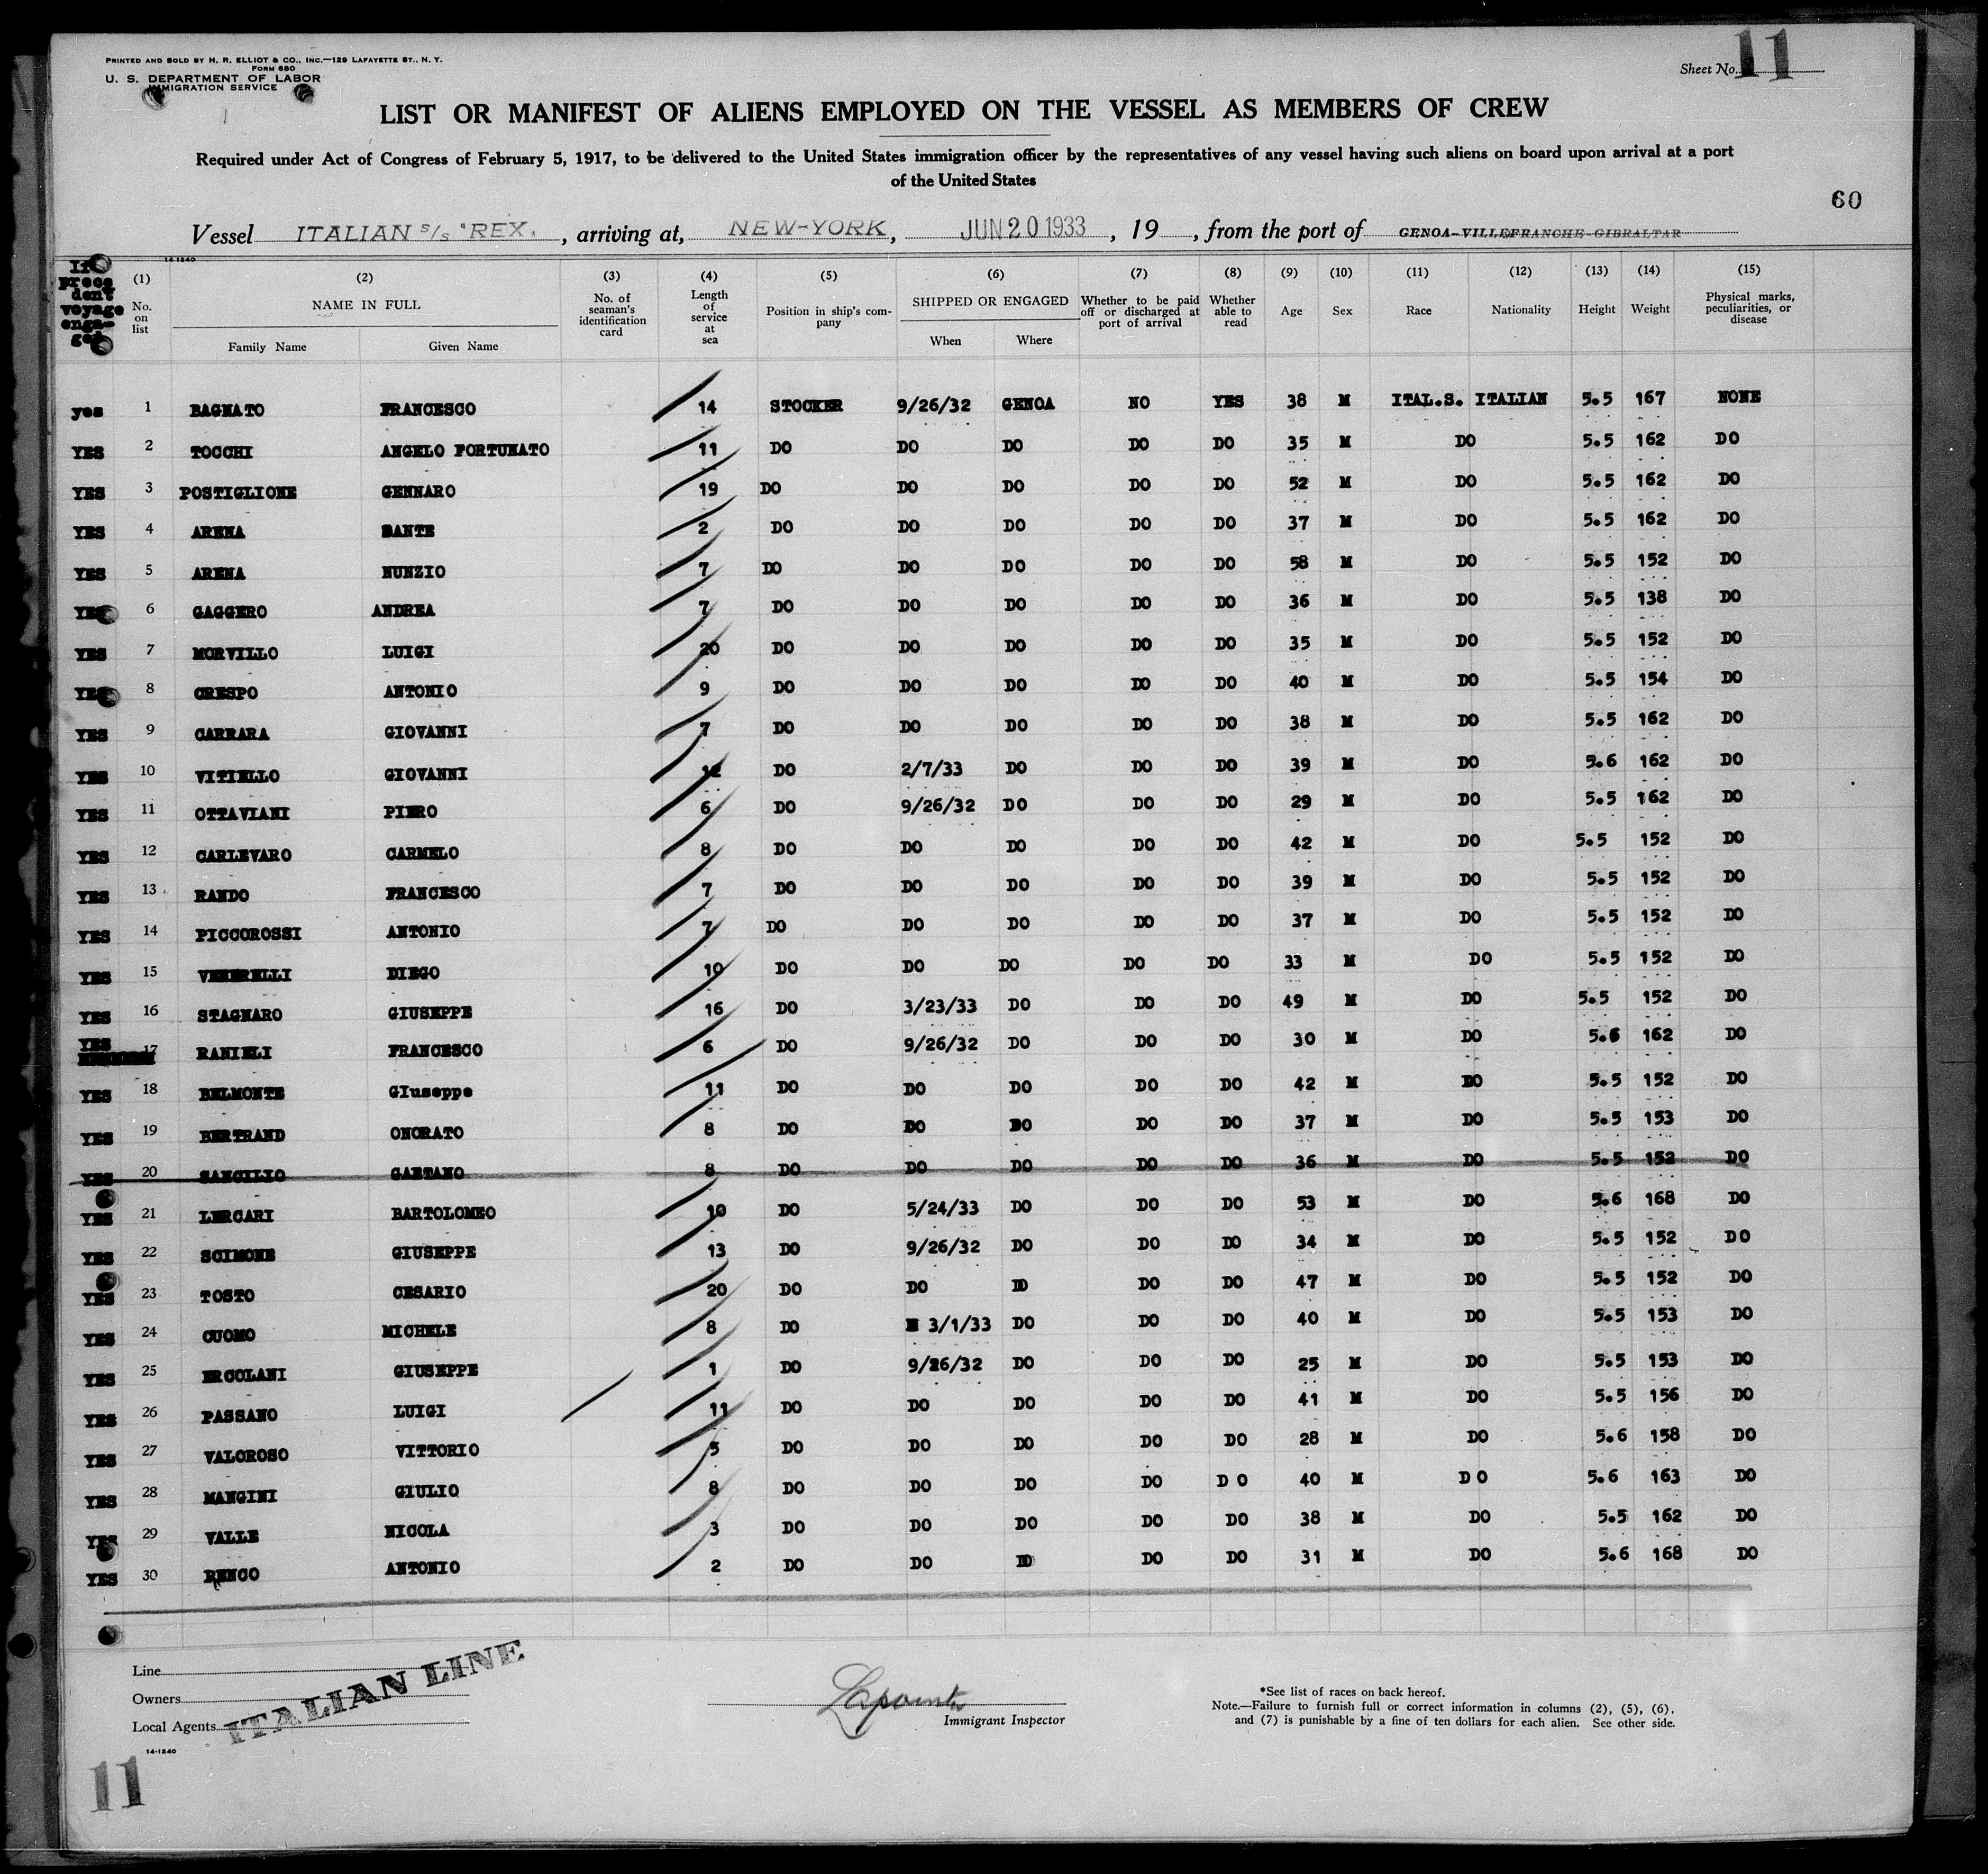 PRINTED AND SOLD BY H. R. ELLIOT & CO., INC.—129 LAFAYETTE ST., N. Y.
FORM 680
U. S. DEPARTMENT OF LABOR
IMMIGRATION SERVICE
Sheet No. 11
LIST OR MANIFEST OF ALIENS EMPLOYED ON THE VESSEL AS MEMBERS OF CREW
Required under Act of Congress of February 5, 1917, to be delivered to the United States immigration officer by the representatives of any vessel having such aliens on board upon arrival at a port
of the United States
60
Vessel ITALIAN S/S "REX. , arriving at, NEW-YORK, JUN 20 1933 , 19 , from the port of GENOA-VILLEFRANCHE-GIBRALTAR
14-1240
If prece dent voyage enga- ged (1) No. on list (2) NAME IN FULL Family Name Given Name (3) No. of seaman's identification card (4) Length of service at sea (5) Position in ship's com- pany (6) SHIPPED OR ENGAGED When Where (7) Whether to be paid off or discharged at port of arrival (8) Whether able to read (9) Age (10) Sex (11) Race (12) Nationality (13) Height (14) Weight (15) Physical marks, peculiarities, or disease
yes 1 BAGNATO FRANCESCO 14 STOCKER 9/26/32 GENOA NO YES 38 M ITAL.S. ITALIAN 5.5 167 NONE
YES 2 TOCCHI ANGELO FORTUNATO 11 DO DO DO DO DO 35 M DO 5.5 162 DO
YES 3 POSTIGLIONE GENNARO 19 DO DO DO DO DO 52 M DO 5.5 162 DO
YES 4 ARENA DANTE 2 DO DO DO DO DO 37 M DO 5.5 162 DO
YES 5 ARENA NUNZIO 7 DO DO DO DO DO 58 M DO 5.5 152 DO
YES 6 GAGGERO ANDREA 7 DO DO DO DO DO 36 M DO 5.5 138 DO
YES 7 MORVILLO LUIGI 20 DO DO DO DO DO 35 M DO 5.5 152 DO
YES 8 CRESPO ANTONIO 9 DO DO DO DO DO 40 M DO 5.5 154 DO
YES 9 CARRARA GIOVANNI 7 DO DO DO DO DO 38 M DO 5.5 162 DO
YES 10 VITIELLO GIOVANNI 12 DO 2/7/33 DO DO DO 39 M DO 5.6 162 DO
YES 11 OTTAVIANI PIERO 6 DO 9/26/32 DO DO DO 29 M DO 5.5 162 DO
YES 12 CARLEVARO CARMELO 8 DO DO DO DO DO 42 M DO 5.5 152 DO
YES 13 RANDO FRANCESCO 7 DO DO DO DO DO 39 M DO 5.5 152 DO
YES 14 PICCOROSSI ANTONIO 7 DO DO DO DO DO 37 M DO 5.5 152 DO
YES 15 VENERELLI DIEGO 10 DO DO DO DO DO 33 M DO 5.5 152 DO
YES 16 STAGNARO GIUSEPPE 16 DO 3/23/33 DO DO DO 49 M DO 5.5 152 DO
YES 17 RANIELI FRANCESCO 6 DO 9/26/32 DO DO DO 30 M DO 5.6 162 DO
YES 18 BELMONTE GIuseppe 11 DO DO DO DO DO 42 M DO 5.5 152 DO
YES 19 BERTRAND ONORATO 8 DO DO DO DO DO 37 M DO 5.5 153 DO
YES 20 SANCILIO GAETANO 8 DO DO DO DO DO 36 M DO 5.5 152 DO
YES 21 LERCARI BARTOLOMEO 10 DO 5/24/33 DO DO DO 53 M DO 5.6 168 DO
YES 22 SCIMONE GIUSEPPE 13 DO 9/26/32 DO DO DO 34 M DO 5.5 152 DO
YES 23 TOSTO CESARIO 20 DO DO D DO DO 47 M DO 5.5 152 DO
YES 24 CUOMO MICHELE 8 DO 3/1/33 DO DO DO 40 M DO 5.5 153 DO
YES 25 ERCOLANI GIUSEPPE 1 DO 9/26/32 DO DO DO 25 M DO 5.5 153 DO
YES 26 PASSANO LUIGI 11 DO DO DO DO DO 41 M DO 5.5 156 DO
YES 27 VALOROSO VITTORIO 5 DO DO DO DO DO 28 M DO 5.6 158 DO
YES 28 MANGINI GIULIO 8 DO DO DO DO DO 40 M DO 5.6 163 DO
YES 29 VALLE NICOLA 3 DO DO DO DO DO 38 M DO 5.5 162 DO
YES 30 RENCO ANTONIO 2 DO DO DO DO DO 31 M DO 5.6 168 DO
Line
Owners
Local Agents
ITALIAN LINE
Immigrant Inspector
*See list of races on back hereof.
Note.—Failure to furnish full or correct information in columns (2), (5), (6),
and (7) is punishable by a fine of ten dollars for each alien. See other side.
14-1240
11